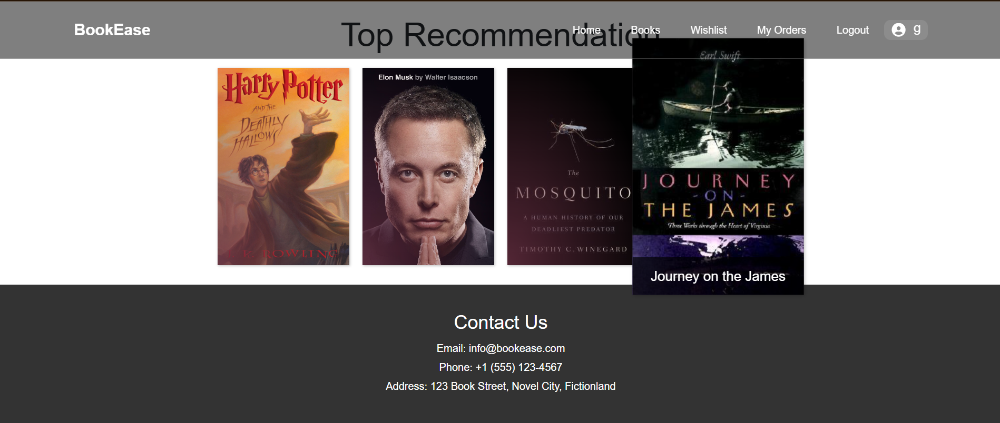 BookEase
Home
Books
Wishlist
My Orders
Logout
g
Top Recommendation
Harry Potter
AND THE
DEATHLY
HALLOWS
J. K. ROWLING
Elon Musk by Walter Isaacson
The
MOSQUITO
A HUMAN HISTORY OF OUR
DEADLIEST PREDATOR
TIMOTHY C. WINEGARD
Earl Swift
JOURNEY
- ON -
THE JAMES
Three Weeks through the Heart of Virginia
Journey on the James
Contact Us
Email: info@bookease.com
Phone: +1 (555) 123-4567
Address: 123 Book Street, Novel City, Fictionland